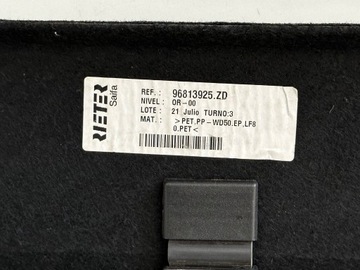 RIETER
Saifa
REF.: 96813925.ZD
NIVEL: OR-00
LOTE: 21 Julio TURNO:3
MAT.: >PET.PP-WD50.EP.LF8
0.PET<